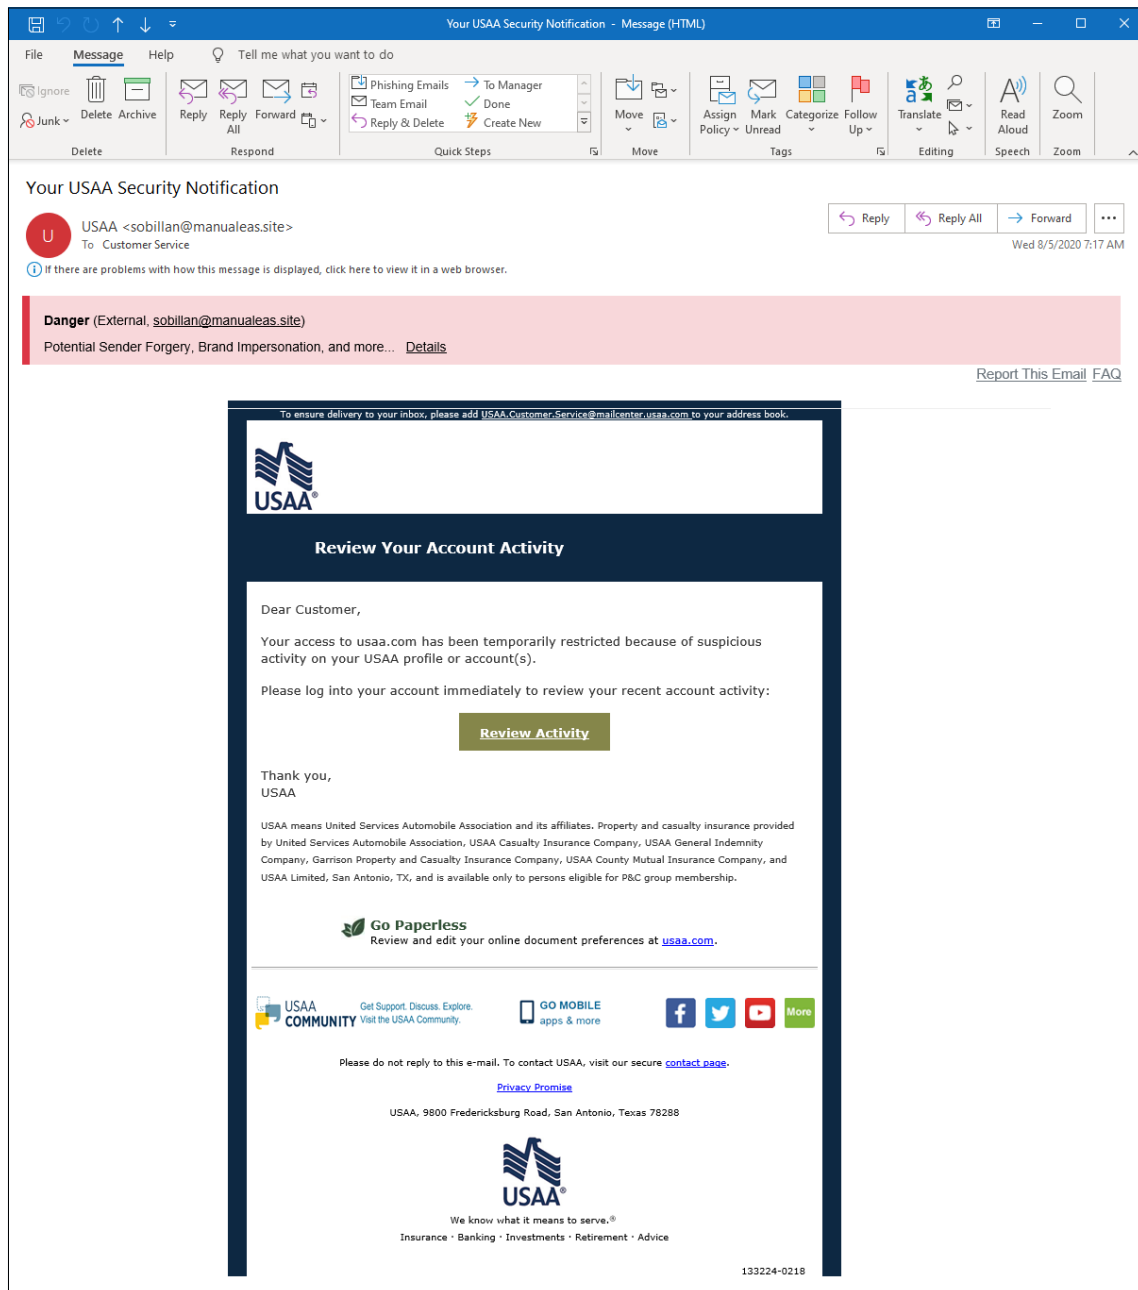 Your USAA Security Notification - Message (HTML)
File Message Help Tell me what you want to do
Ignore
Junk
Delete Archive
Delete
Reply Reply All Forward
Respond
Phishing Emails To Manager
Team Email Done
Reply & Delete Create New
Quick Steps
Move
Move
Assign Policy Mark Unread Categorize Follow Up
Tags
Translate
Editing
Read Aloud
Speech
Zoom
Zoom
Your USAA Security Notification
U
USAA <sobillan@manualeas.site>
To Customer Service
Reply Reply All Forward ...
Wed 8/5/2020 7:17 AM
If there are problems with how this message is displayed, click here to view it in a web browser.
Danger (External, sobillan@manualeas.site)
Potential Sender Forgery, Brand Impersonation, and more... Details
Report This Email FAQ
To ensure delivery to your inbox, please add USAA.Customer.Service@mailcenter.usaa.com to your address book.
USAA®
Review Your Account Activity
Dear Customer,
Your access to usaa.com has been temporarily restricted because of suspicious
activity on your USAA profile or account(s).
Please log into your account immediately to review your recent account activity:
Review Activity
Thank you,
USAA
USAA means United Services Automobile Association and its affiliates. Property and casualty insurance provided
by United Services Automobile Association, USAA Casualty Insurance Company, USAA General Indemnity
Company, Garrison Property and Casualty Insurance Company, USAA County Mutual Insurance Company, and
USAA Limited, San Antonio, TX, and is available only to persons eligible for P&C group membership.
Go Paperless
Review and edit your online document preferences at usaa.com.
USAA
COMMUNITY
Get Support. Discuss. Explore.
Visit the USAA Community.
GO MOBILE
apps & more
More
Please do not reply to this e-mail. To contact USAA, visit our secure contact page.
Privacy Promise
USAA, 9800 Fredericksburg Road, San Antonio, Texas 78288
USAA®
We know what it means to serve.®
Insurance · Banking · Investments · Retirement · Advice
133224-0218